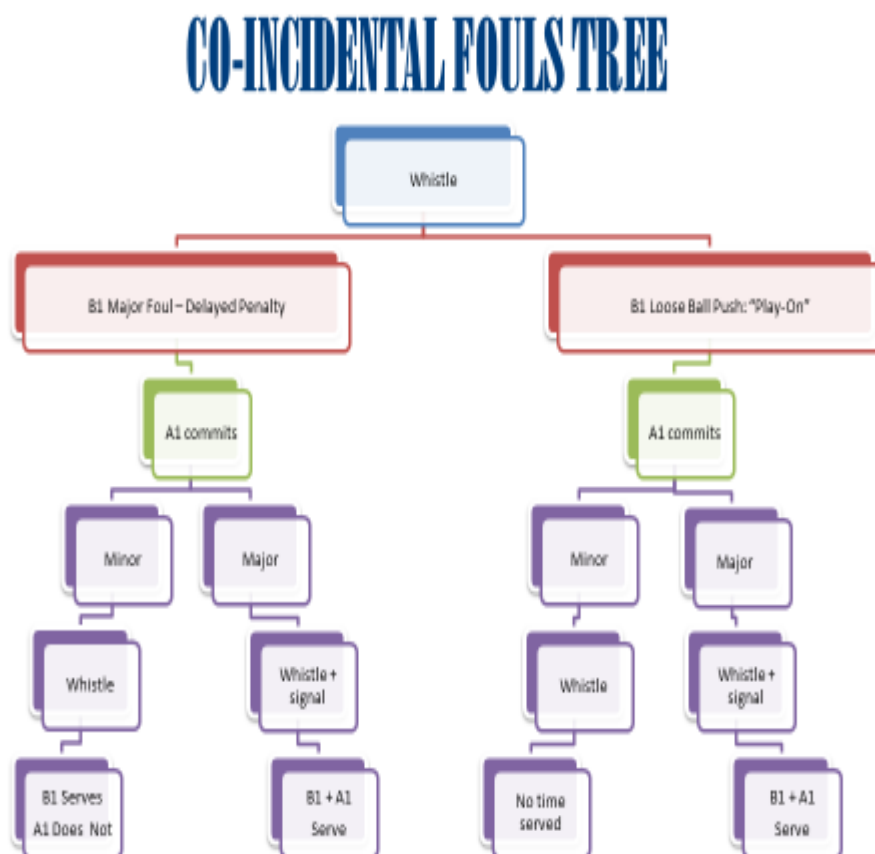 CO-INCIDENTAL FOULS TREE
Whistle
B1 Major Foul – Delayed Penalty
B1 Loose Ball Push: "Play-On"
A1 commits
A1 commits
Minor
Major
Minor
Major
Whistle
Whistle +
signal
Whistle
Whistle +
signal
B1 Serves
A1 Does Not
B1 + A1
Serve
No time
served
B1 + A1
Serve